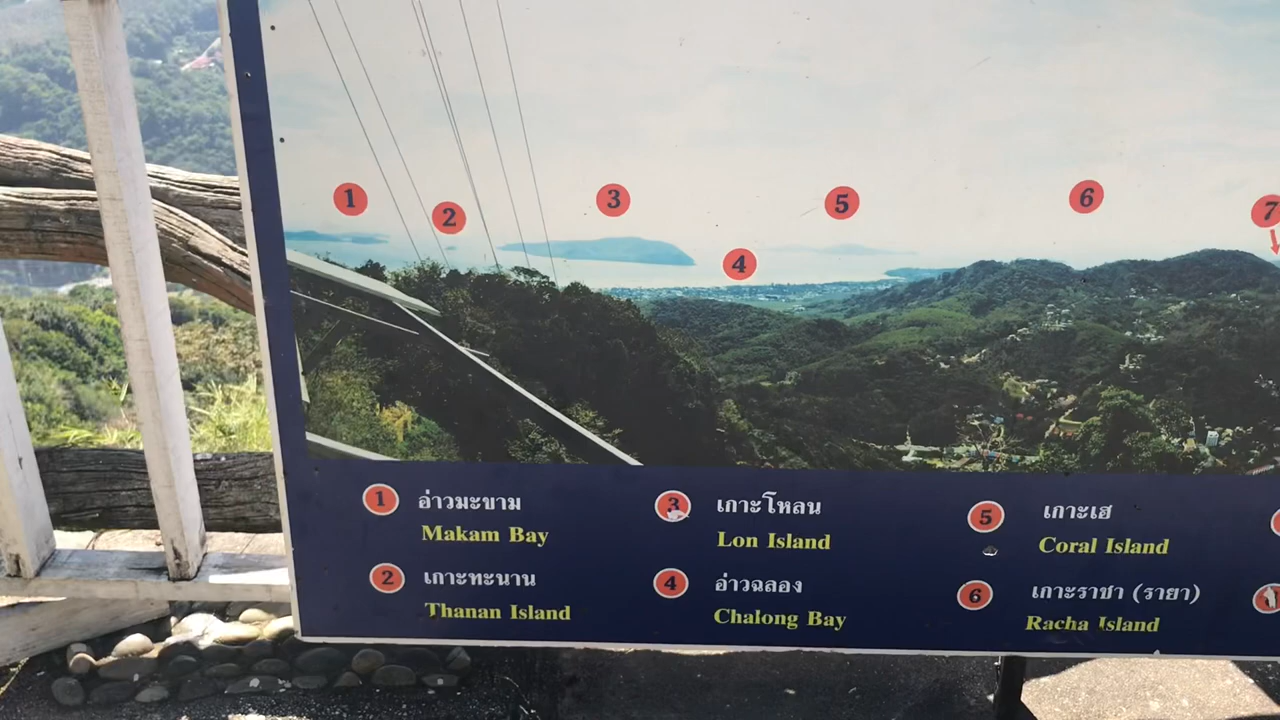 1
2
3
4
5
6
7
1 อ่าวมะขาม
Makam Bay
2 เกาะทะนาน
Thanan Island
3 เกาะโหลน
Lon Island
4 อ่าวฉลอง
Chalong Bay
5 เกาะเฮ
Coral Island
6 เกาะราชา (รายา)
Racha Island